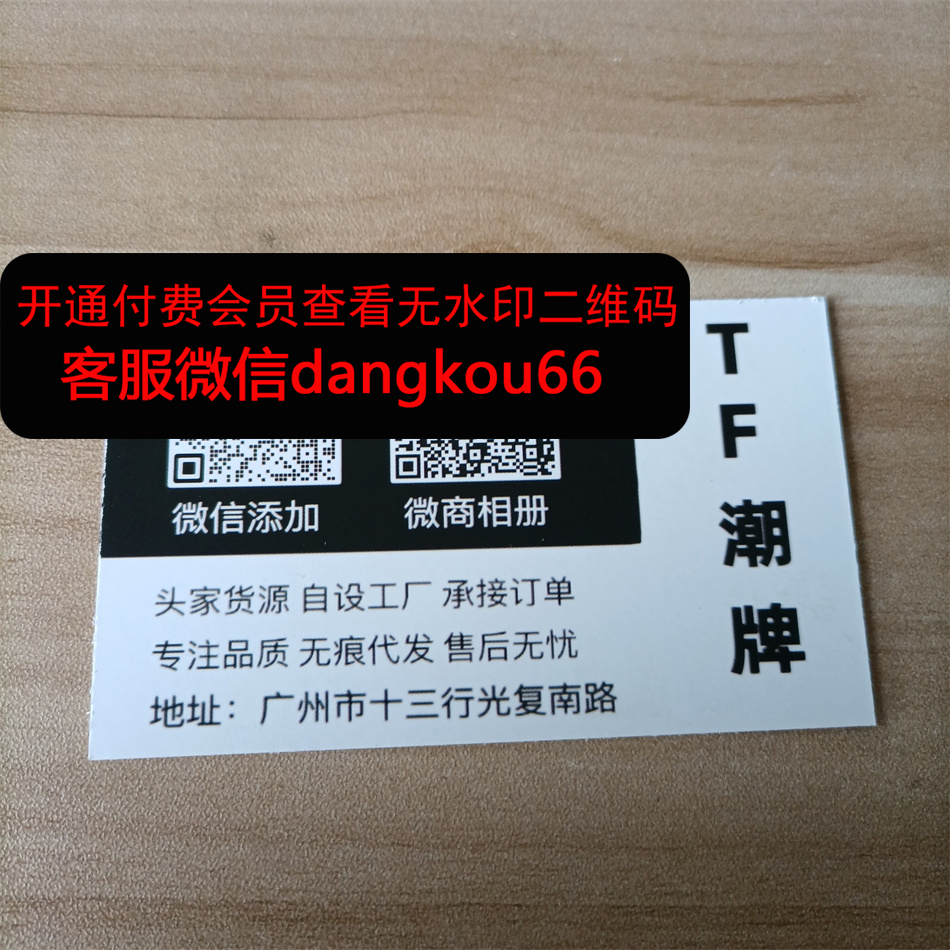 开通付费会员查看无水印二维码
客服微信dangkou66
微信添加
微商相册
头家货源 自设工厂 承接订单
专注品质 无痕代发 售后无忧
地址：广州市十三行光复南路
TF潮牌